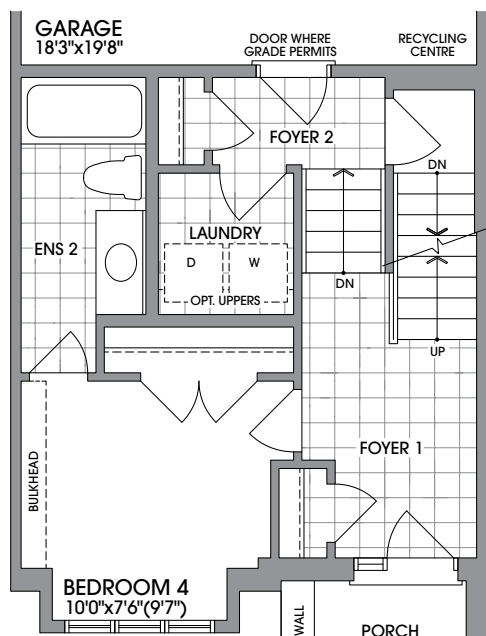 GARAGE
18'3"x19'8"
DOOR WHERE
GRADE PERMITS
RECYCLING
CENTRE
FOYER 2
DN
LAUNDRY
ENS 2
D
W
OPT. UPPERS
DN
UP
FOYER 1
BULKHEAD
BEDROOM 4
10'0"x7'6"(9'7")
WALL
PORCH